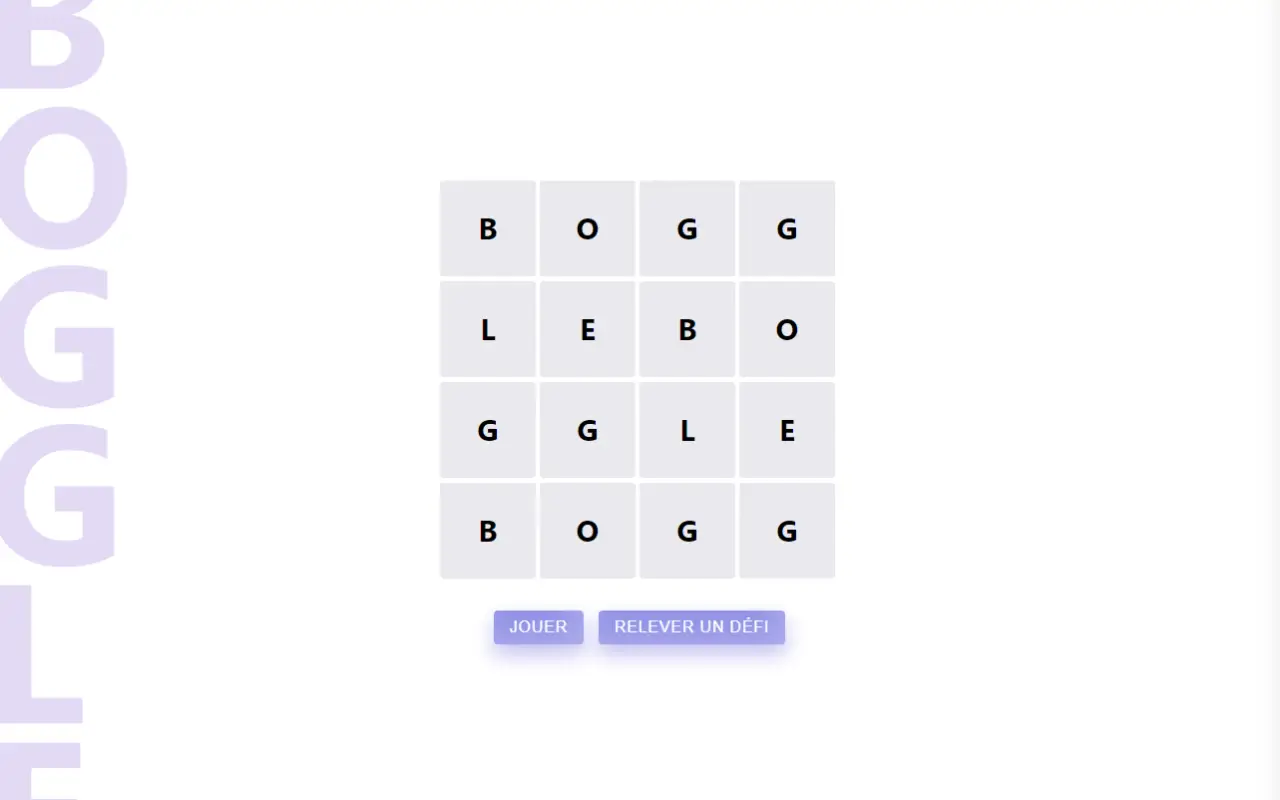 BOGGLE
B O G G
L E B O
G G L E
B O G G
JOUER
RELEVER UN DÉFI